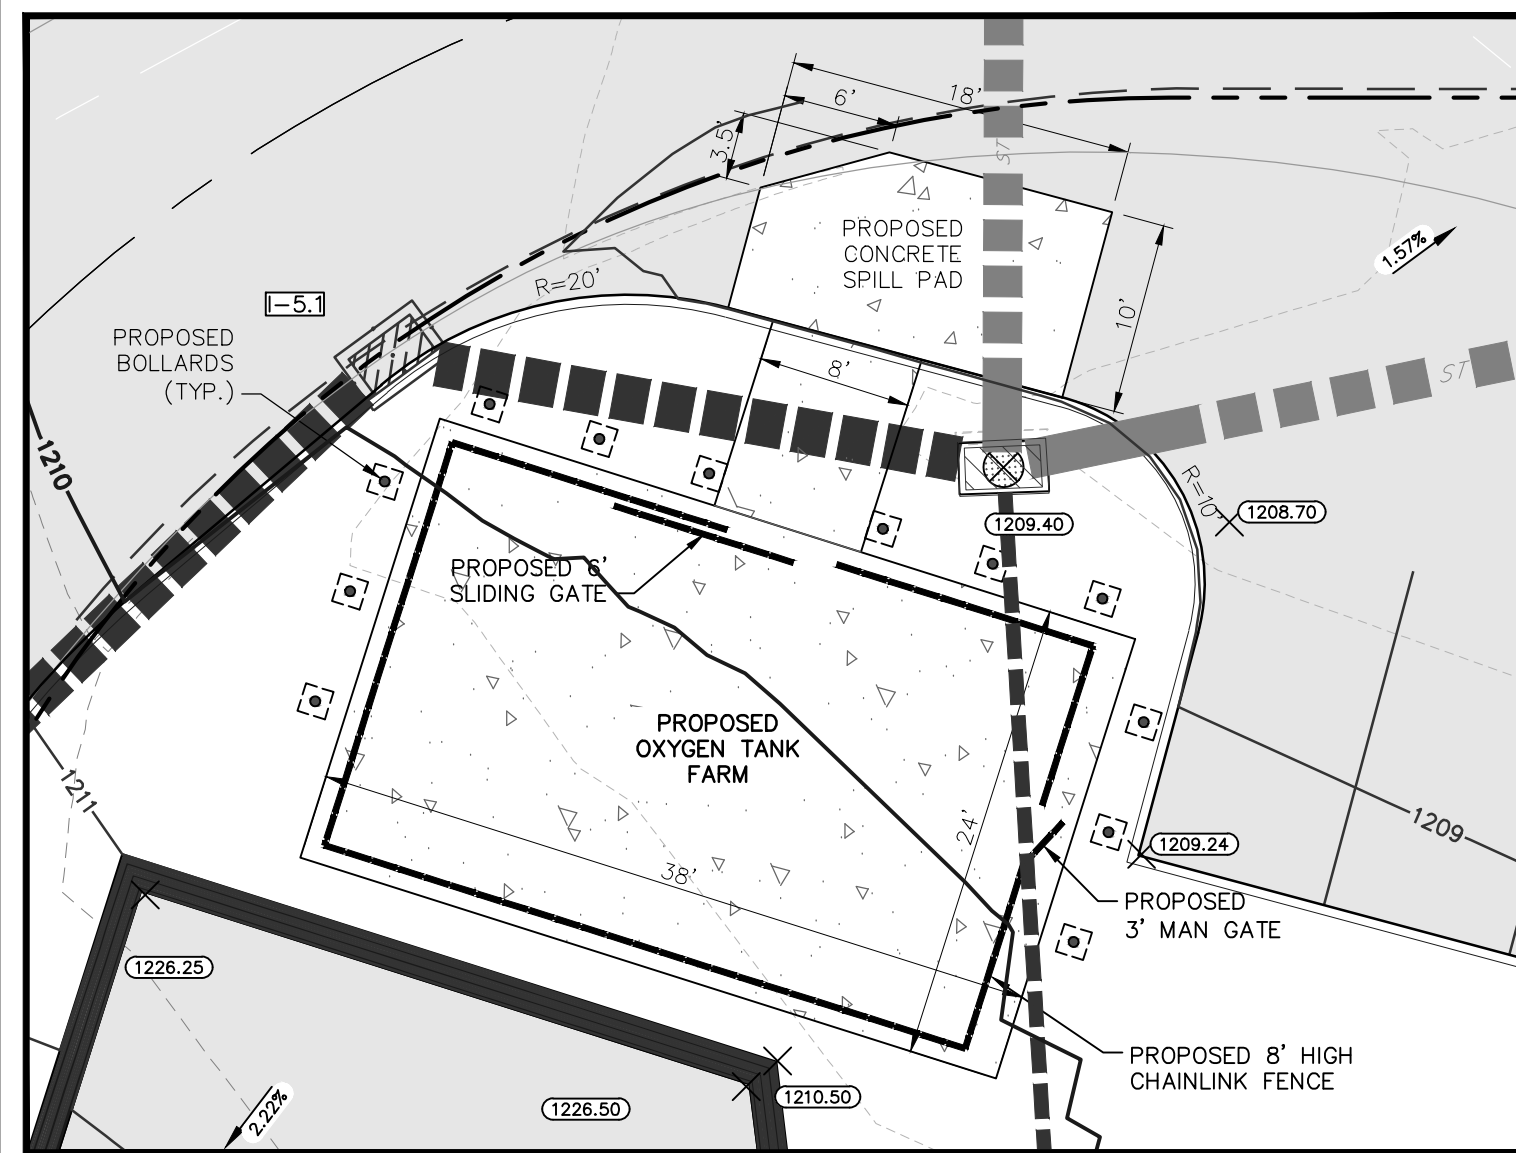 18'
6'
3.5'
ST
PROPOSED
CONCRETE
SPILL PAD
1.57%
R=20'
I-5.1
10'
PROPOSED
BOLLARDS
(TYP.)
8'
ST
1210
R=10'
1208.70
1209.40
PROPOSED 6'
SLIDING GATE
PROPOSED
OXYGEN TANK
FARM
1211
24'
1209
1209.24
38'
PROPOSED
3' MAN GATE
1226.25
PROPOSED 8' HIGH
CHAINLINK FENCE
2.22%
1226.50
1210.50